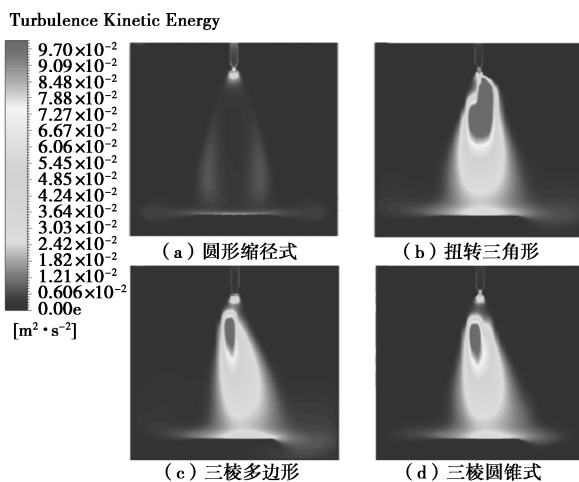 Turbulence Kinetic Energy
9.70×10⁻²
9.09×10⁻²
8.48×10⁻²
7.88×10⁻²
7.27×10⁻²
6.67×10⁻²
6.06×10⁻²
5.45×10⁻²
4.85×10⁻²
4.24×10⁻²
3.64×10⁻²
3.03×10⁻²
2.42×10⁻²
1.82×10⁻²
1.21×10⁻²
0.606×10⁻²
0.00e
[m²·s⁻²]
(a)圆形缩径式
(b)扭转三角形
(c)三棱多边形
(d)三棱圆锥式